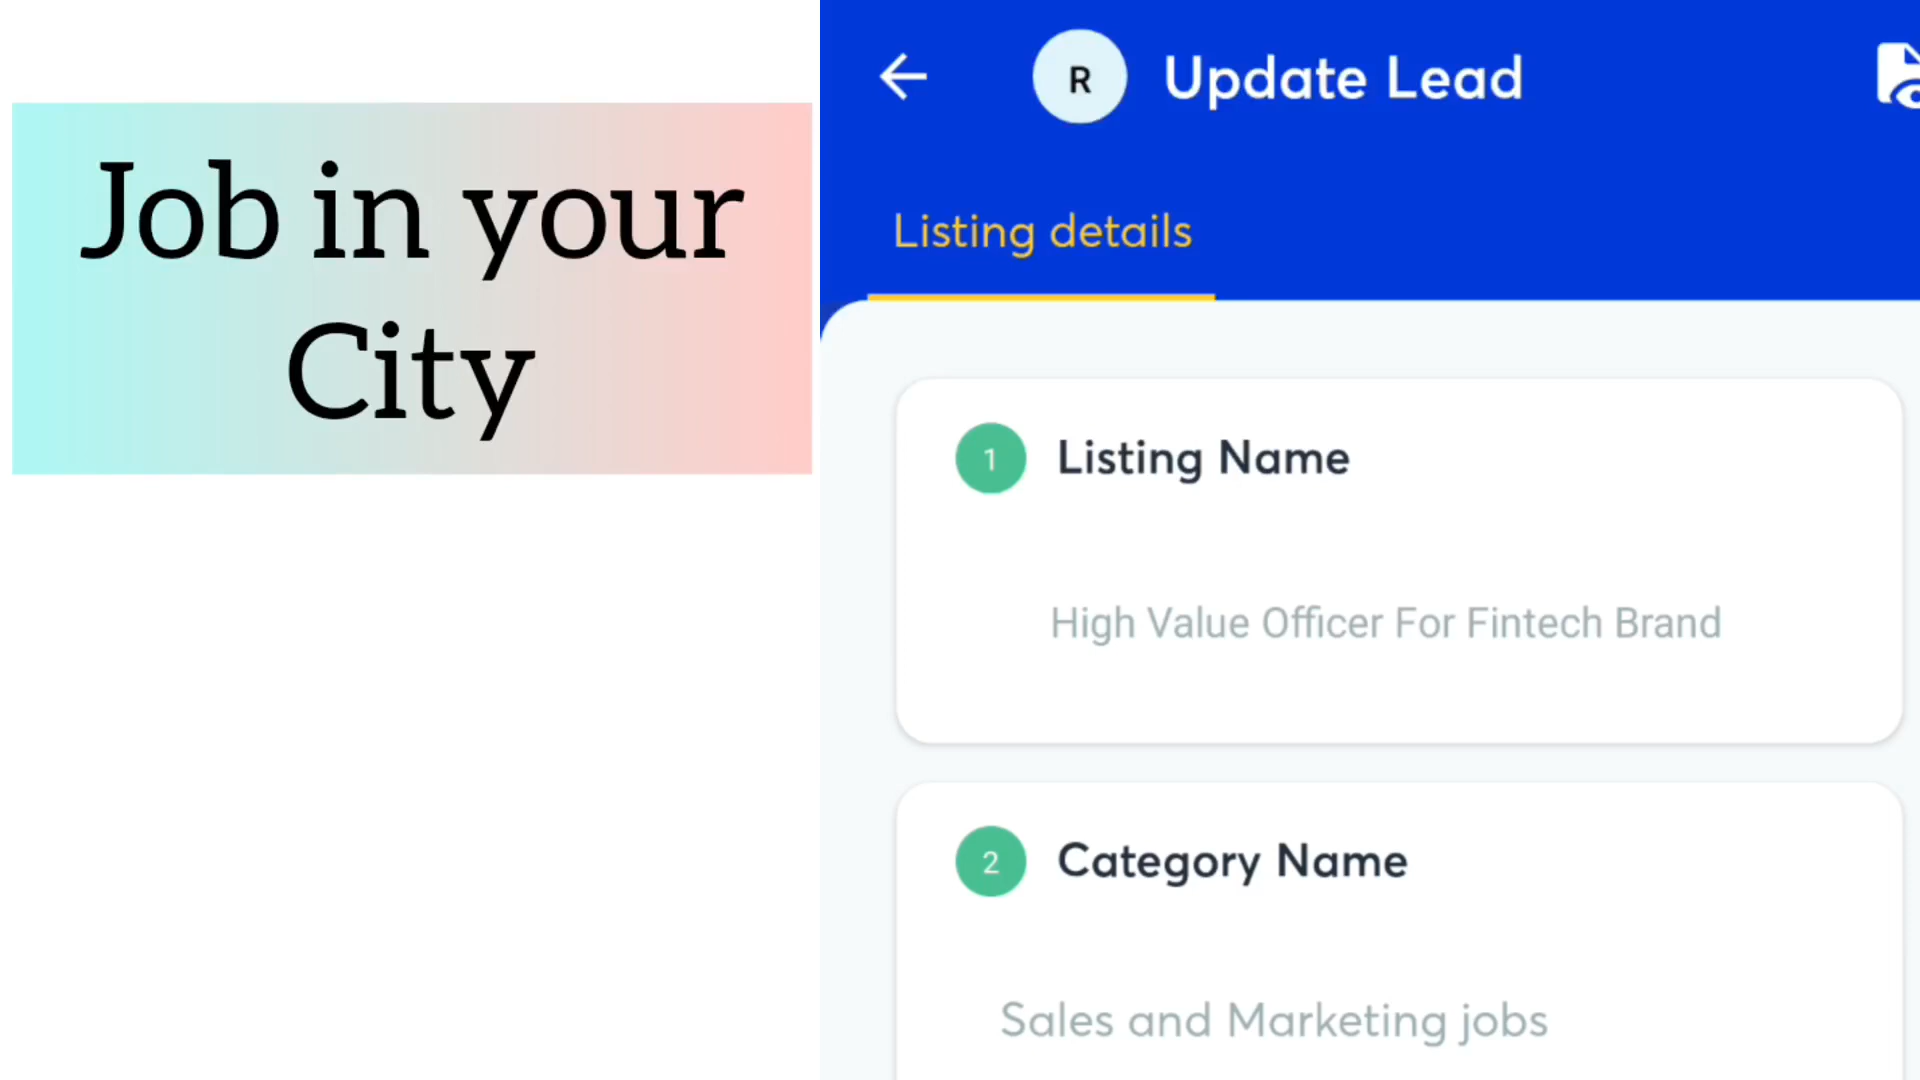 Job in your
City
R
Update Lead
Listing details
1
Listing Name
High Value Officer For Fintech Brand
2
Category Name
Sales and Marketing jobs